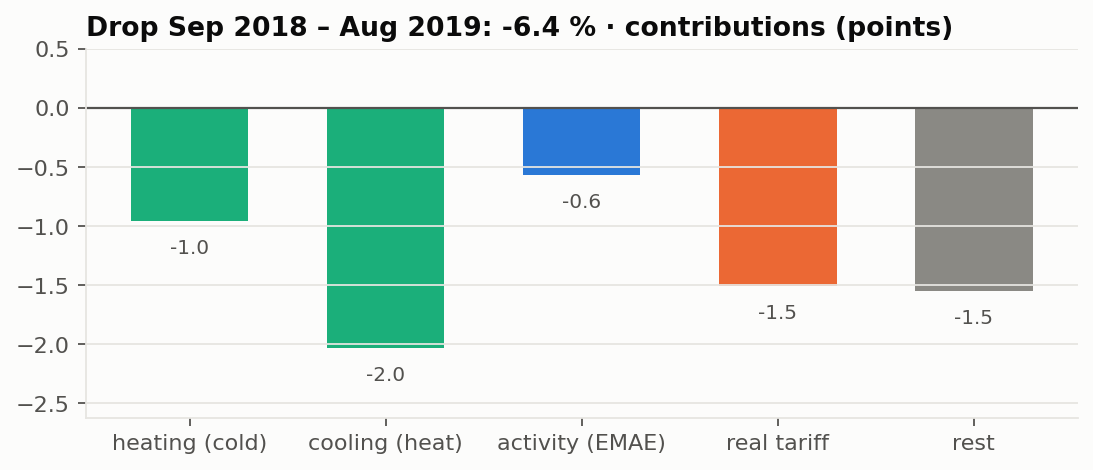 Drop Sep 2018 – Aug 2019: -6.4 % · contributions (points)
0.5
0.0
−0.5
−1.0
−1.5
−2.0
−2.5
-1.0
-2.0
-0.6
-1.5
-1.5
heating (cold)
cooling (heat)
activity (EMAE)
real tariff
rest